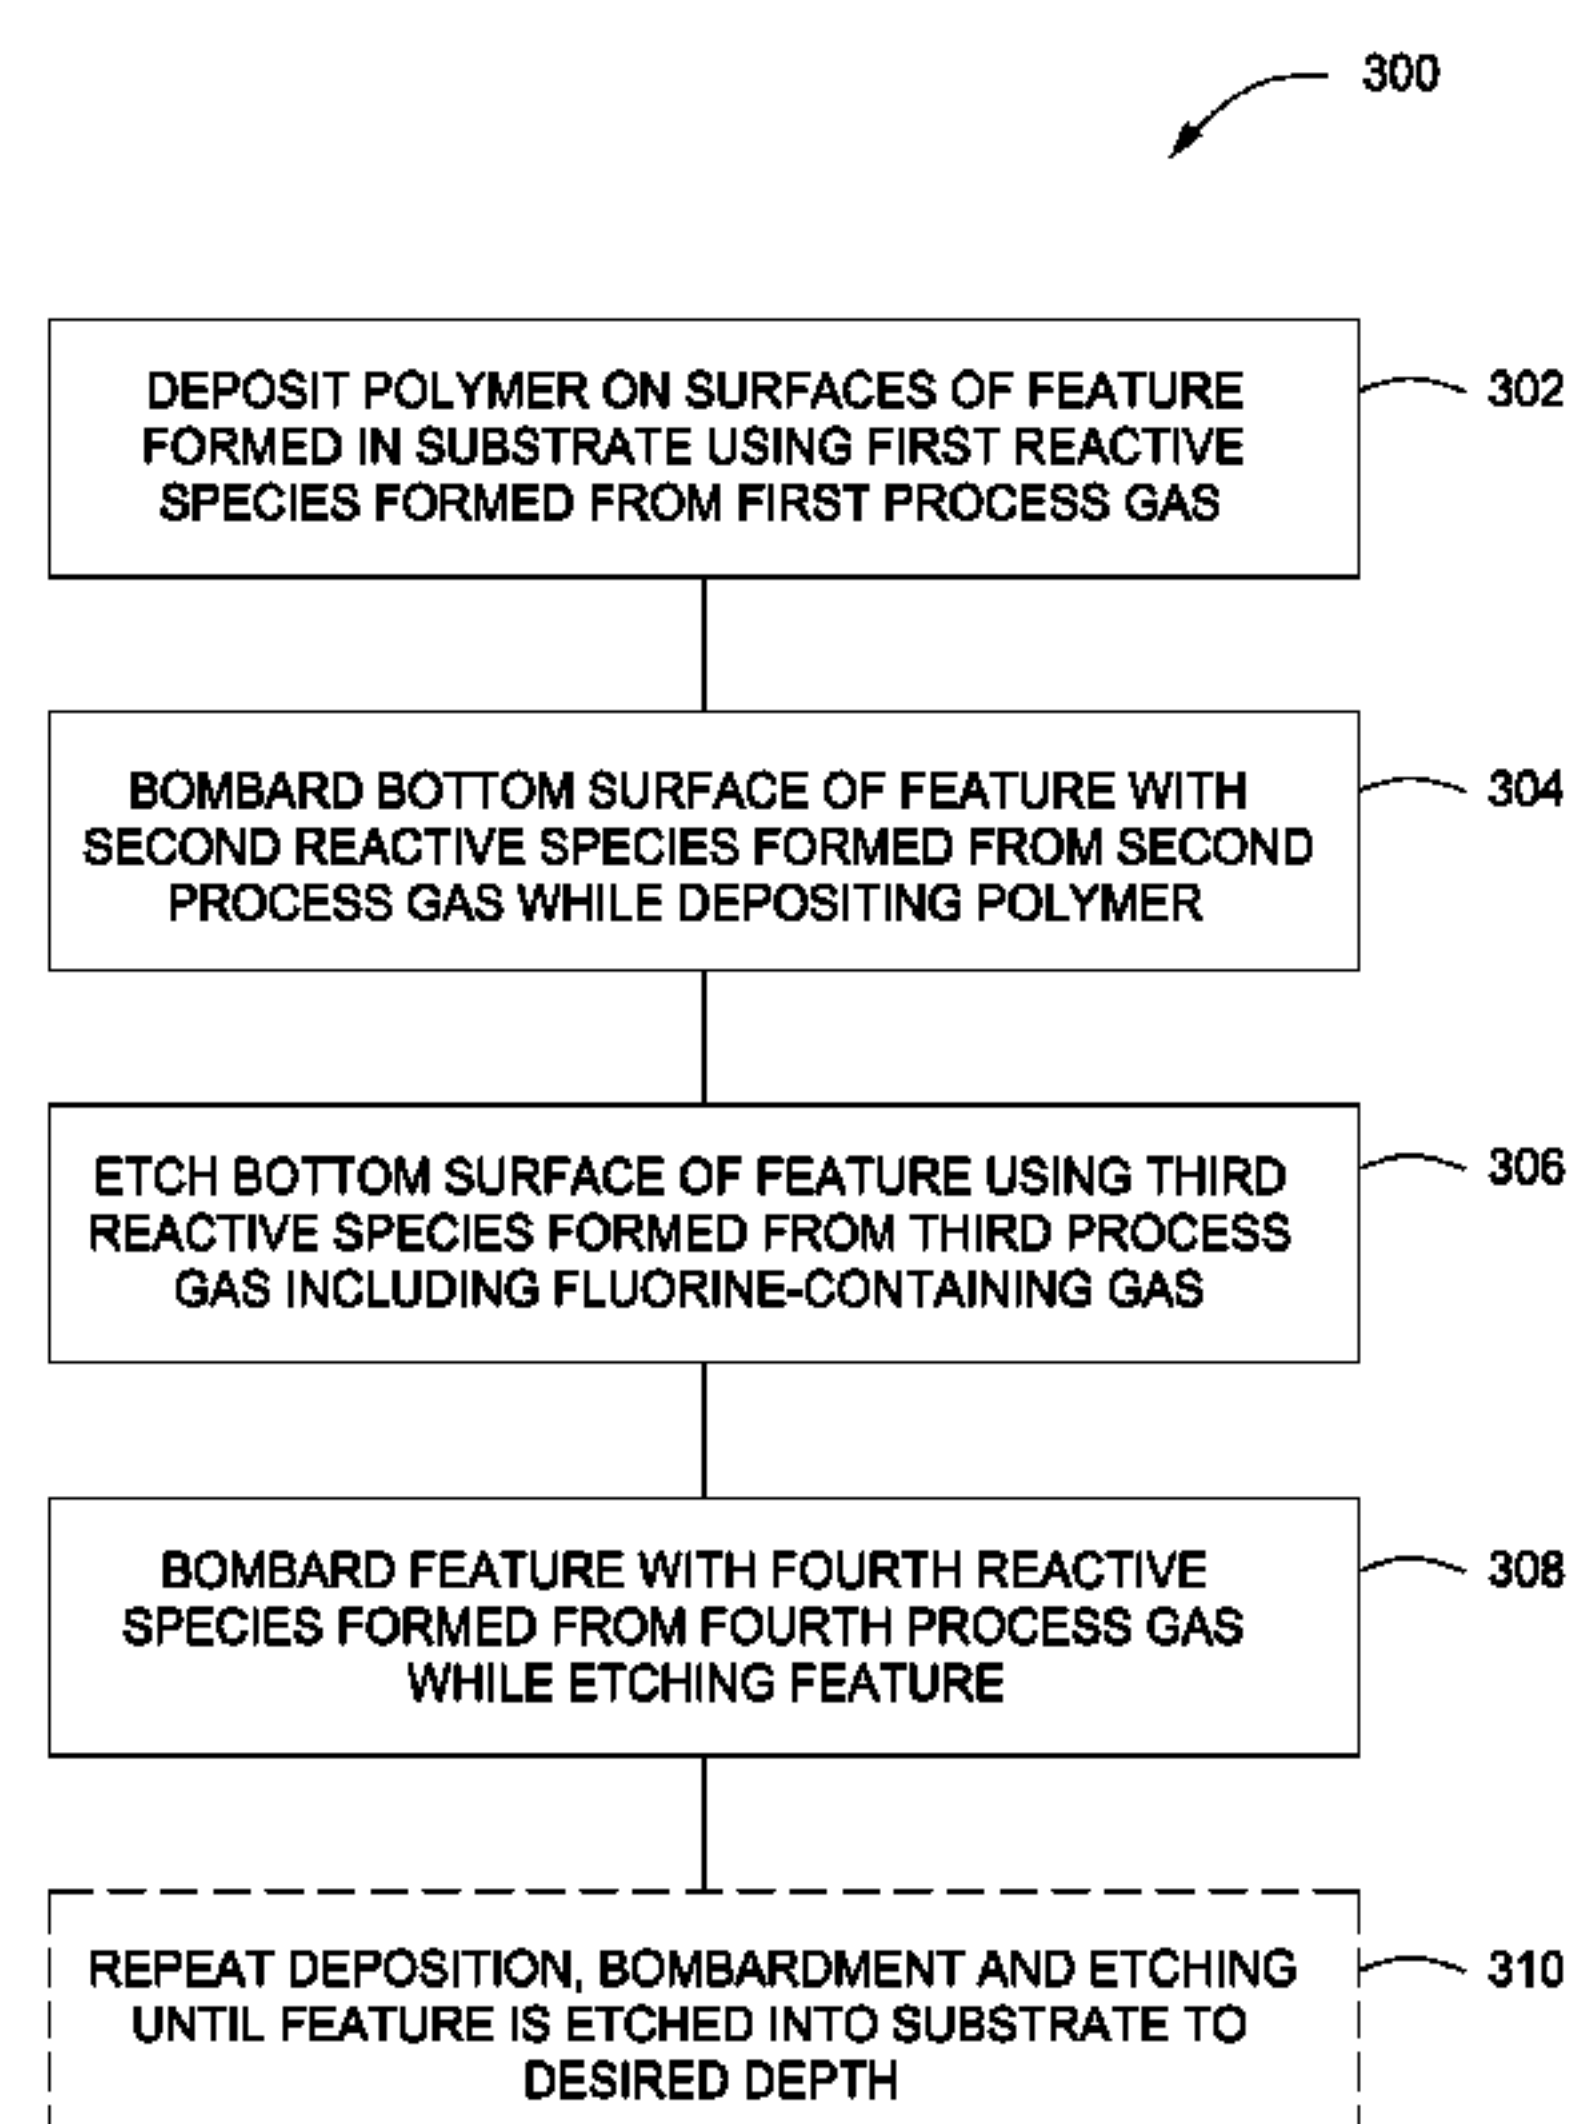 300
DEPOSIT POLYMER ON SURFACES OF FEATURE
FORMED IN SUBSTRATE USING FIRST REACTIVE
SPECIES FORMED FROM FIRST PROCESS GAS
302
BOMBARD BOTTOM SURFACE OF FEATURE WITH
SECOND REACTIVE SPECIES FORMED FROM SECOND
PROCESS GAS WHILE DEPOSITING POLYMER
304
ETCH BOTTOM SURFACE OF FEATURE USING THIRD
REACTIVE SPECIES FORMED FROM THIRD PROCESS
GAS INCLUDING FLUORINE-CONTAINING GAS
306
BOMBARD FEATURE WITH FOURTH REACTIVE
SPECIES FORMED FROM FOURTH PROCESS GAS
WHILE ETCHING FEATURE
308
REPEAT DEPOSITION, BOMBARDMENT AND ETCHING
UNTIL FEATURE IS ETCHED INTO SUBSTRATE TO
DESIRED DEPTH
310